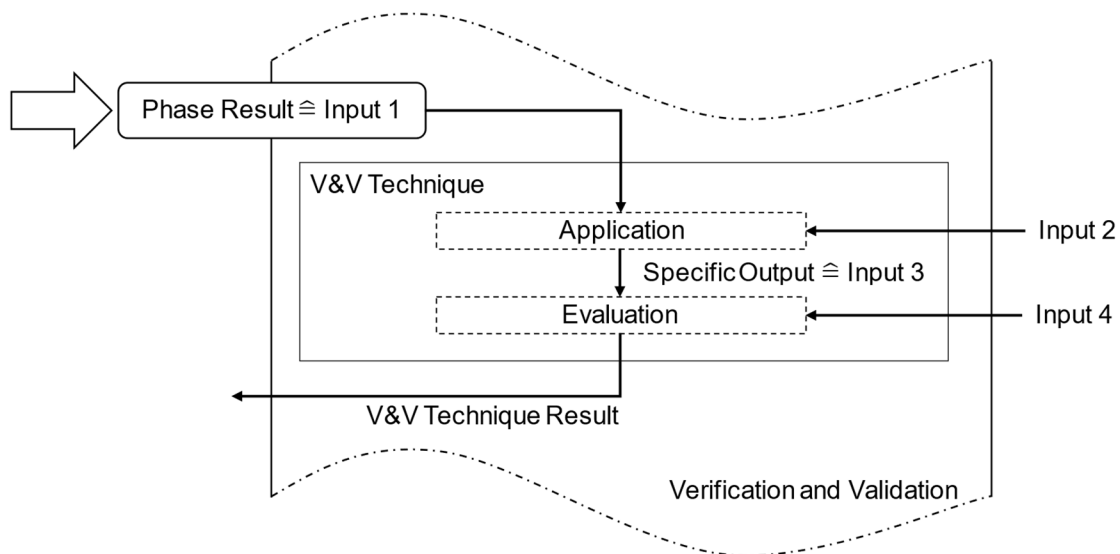 Phase Result ≙ Input 1
V&V Technique
Application
Input 2
Specific Output ≙ Input 3
Evaluation
Input 4
V&V Technique Result
Verification and Validation